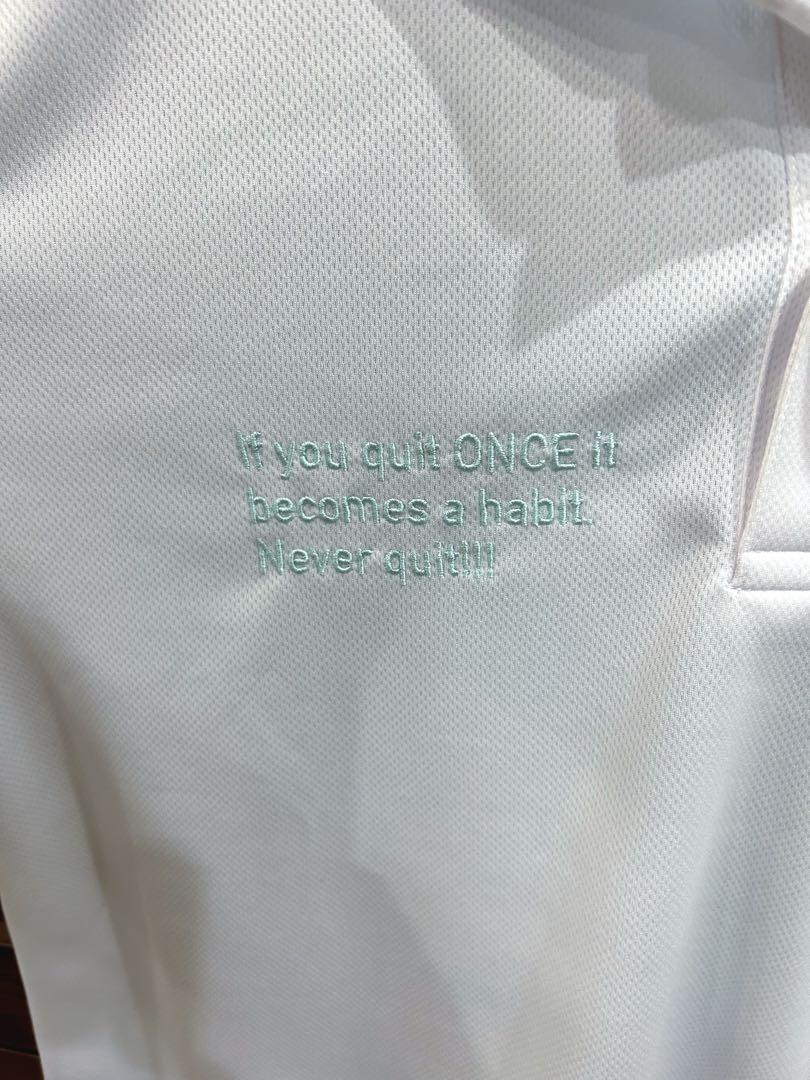 If you quit ONCE it
becomes a habit.
Never quit!!!